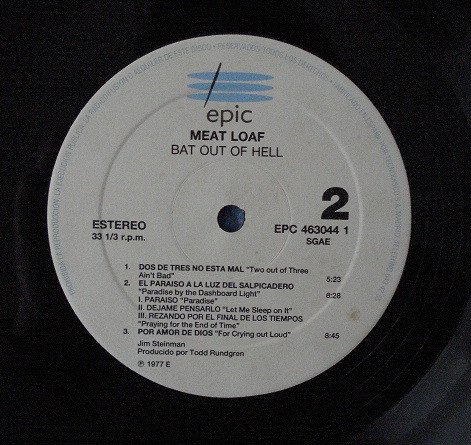 epic
MEAT LOAF
BAT OUT OF HELL
2
ESTEREO
33 1/3 r.p.m.
EPC 463044 1
SGAE
1. DOS DE TRES NO ESTA MAL "Two out of Three
Ain't Bad" 5:23
2. EL PARAISO A LA LUZ DEL SALPICADERO
"Paradise by the Dashboard Light" 8:28
I. PARAISO "Paradise"
II. DEJAME PENSARLO "Let Me Sleep on It"
III. REZANDO POR EL FINAL DE LOS TIEMPOS
"Praying for the End of Time"
3. POR AMOR DE DIOS "For Crying out Loud" 8:45
Jim Steinman
Producido por Todd Rundgren
℗ 1977 E